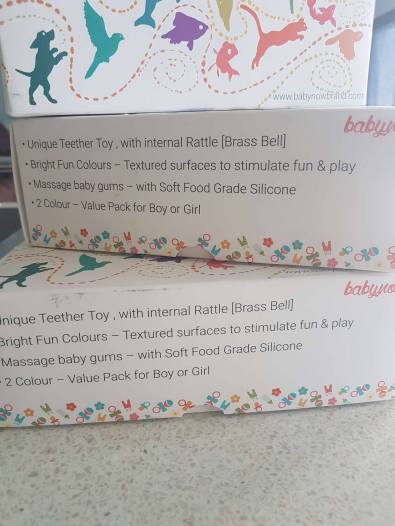 www.babynowbrand.com
babyno
• Unique Teether Toy , with internal Rattle [Brass Bell]
• Bright Fun Colours – Textured surfaces to stimulate fun & play
• Massage baby gums – with Soft Food Grade Silicone
• 2 Colour – Value Pack for Boy or Girl
babyno
nique Teether Toy , with internal Rattle [Brass Bell]
Bright Fun Colours – Textured surfaces to stimulate fun & play
Massage baby gums – with Soft Food Grade Silicone
• 2 Colour – Value Pack for Boy or Girl